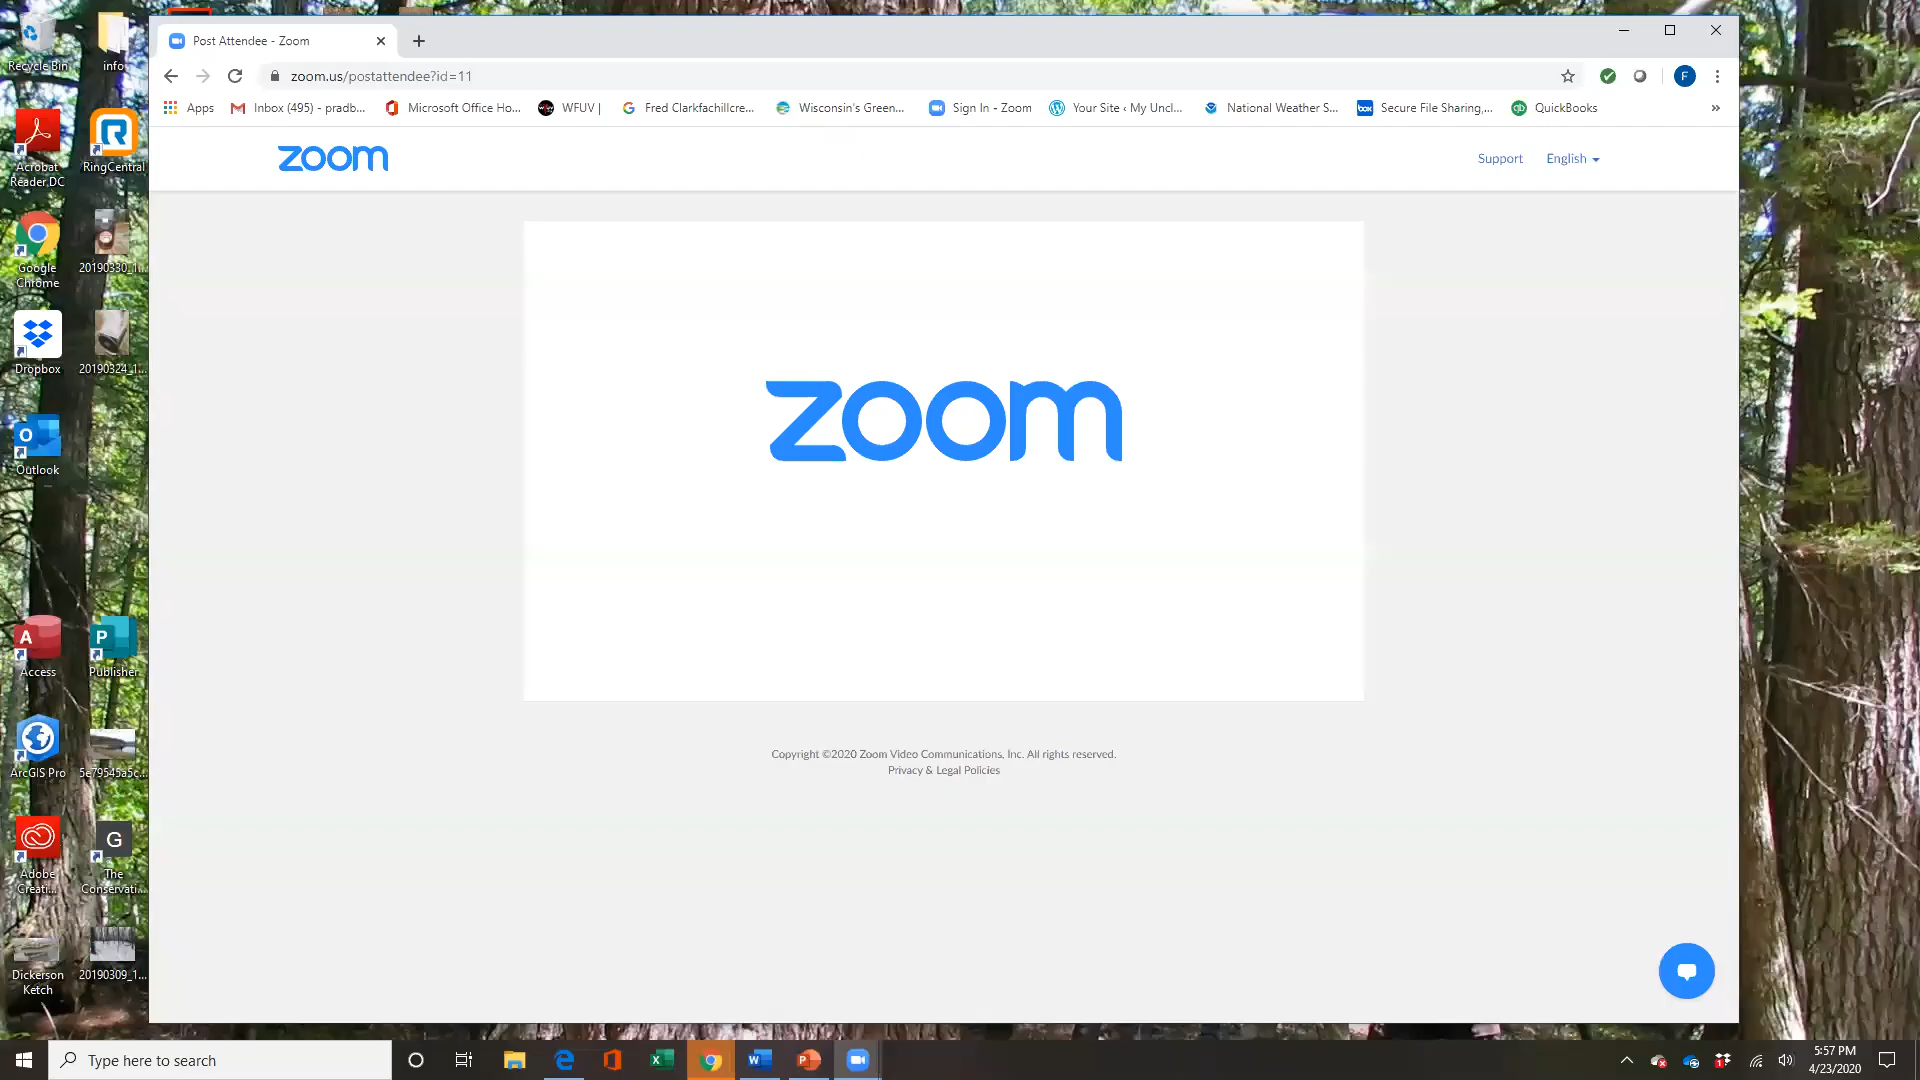 Recycle Bin
info
Acrobat
Reader DC
RingCentral
Google
Chrome
20190330_1...
Dropbox
20190324_1...
Outlook
Access
Publisher
ArcGIS Pro
5e79545a5c...
Adobe
Creati...
G
The
Conservati...
Dickerson
Ketch
20190309_1...
Post Attendee - Zoom
zoom.us/postattendee?id=11
F
Apps
Inbox (495) - pradb...
Microsoft Office Ho...
WFUV |
Fred Clarkfachillcre...
Wisconsin's Green...
Sign In - Zoom
Your Site ‹ My Uncl...
National Weather S...
box
Secure File Sharing,...
qb
QuickBooks
»
zoom
Support
English
zoom
Copyright ©2020 Zoom Video Communications, Inc. All rights reserved.
Privacy & Legal Policies
Type here to search
5:57 PM
4/23/2020